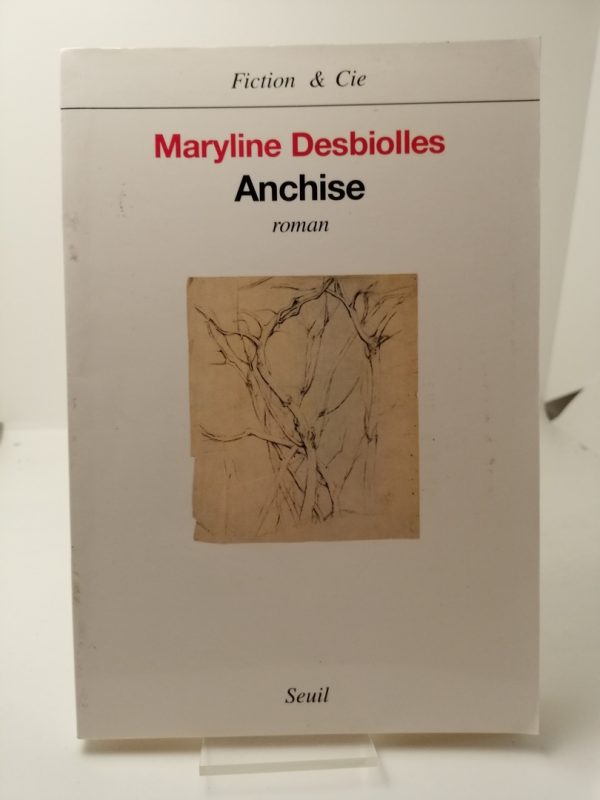 Fiction & Cie
Maryline Desbiolles
Anchise
roman
Seuil